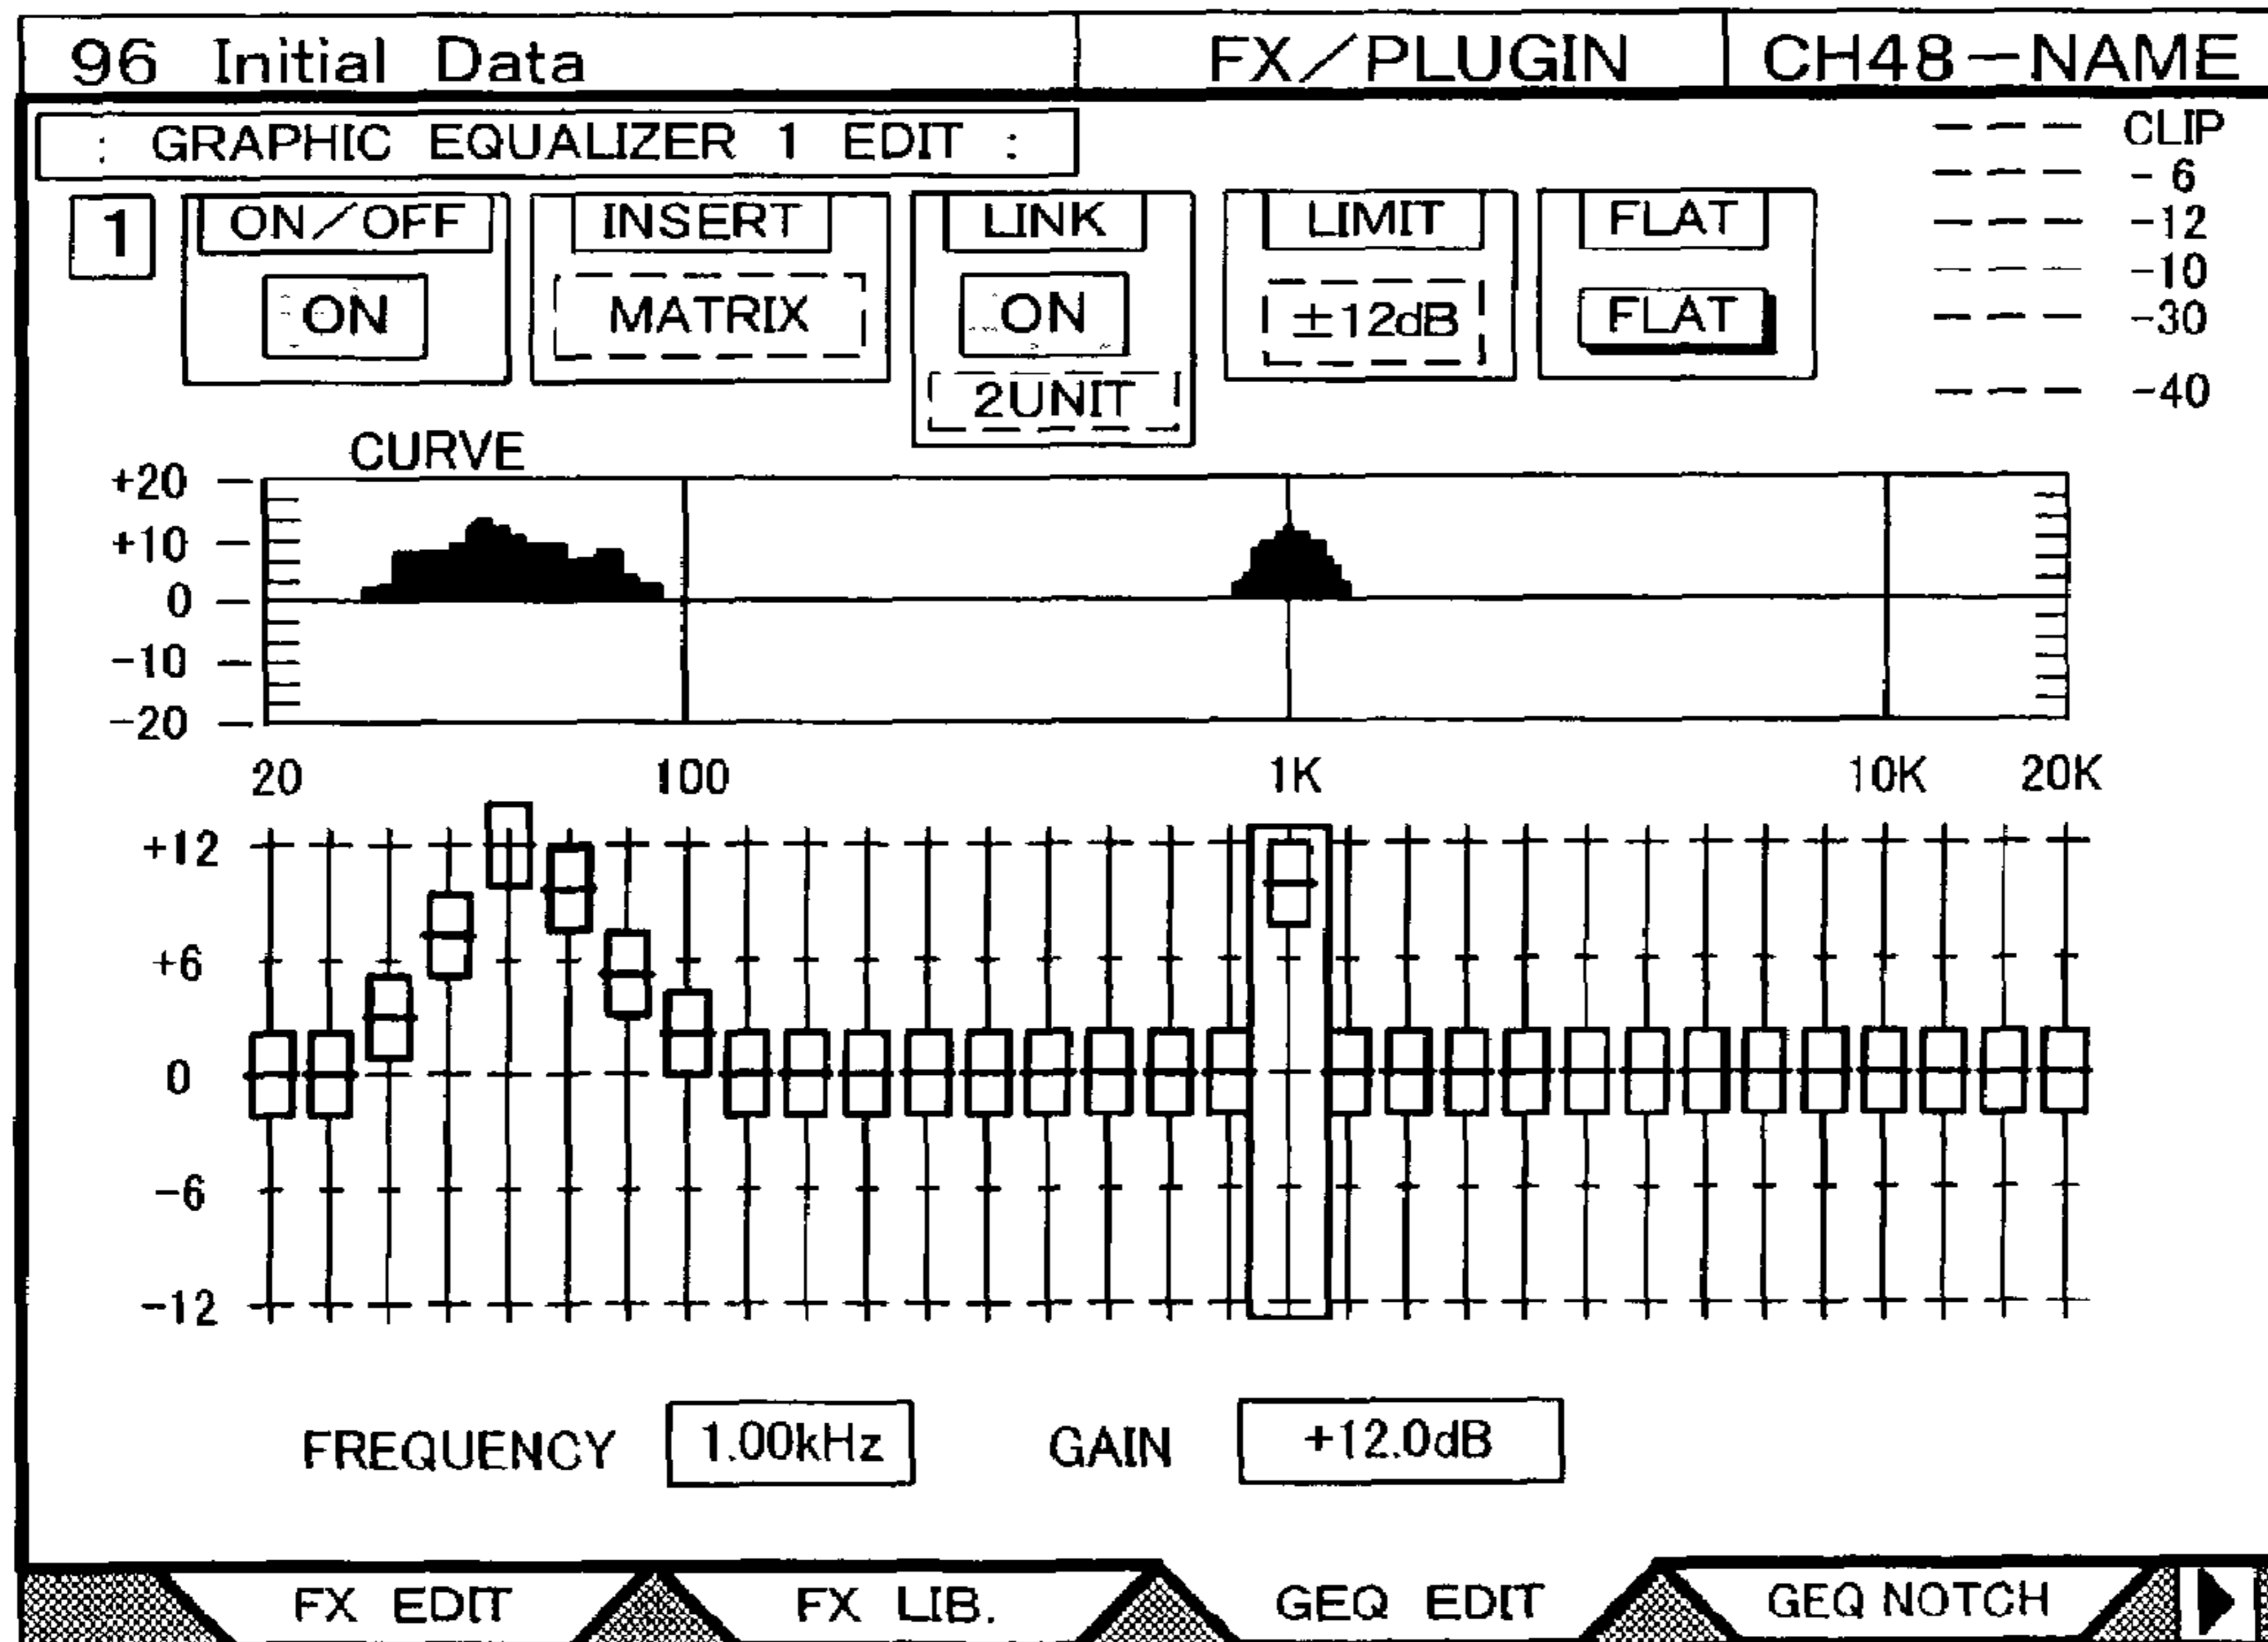 96 Initial Data FX/PLUGIN CH48-NAME
: GRAPHIC EQUALIZER 1 EDIT :
CLIP
-6
-12
-10
-30
-40
1 ON/OFF INSERT LINK LIMIT FLAT
ON MATRIX ON ±12dB FLAT
2UNIT
CURVE
+20
+10
0
-10
-20
20 100 1K 10K 20K
+12
+6
0
-6
-12
FREQUENCY 1.00kHz GAIN +12.0dB
FX EDIT FX LIB. GEQ EDIT GEQ NOTCH